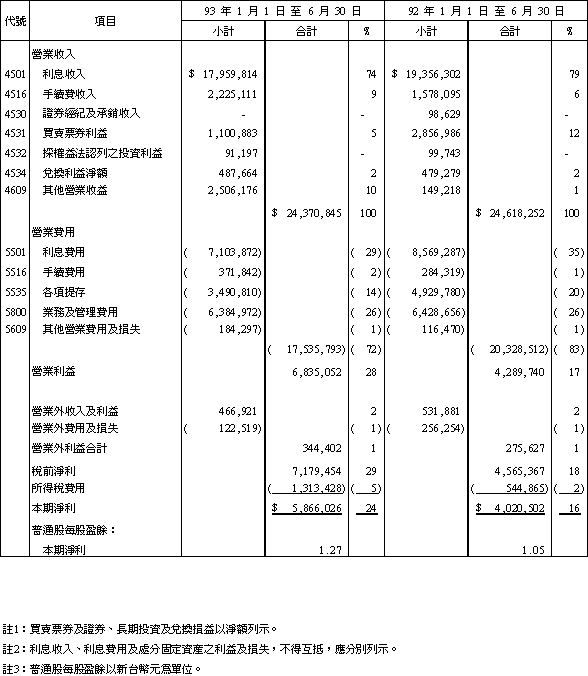 代號 項目 93 年 1 月 1 日 至 6 月 30 日 92 年 1 月 1 日 至 6 月 30 日
小計 合計 % 小計 合計 %
營業收入
4501 利息收入 $ 17,959,814 74 $ 19,356,302 79
4516 手續費收入 2,225,111 9 1,578,095 6
4530 證券經紀及承銷收入 - - 98,629 -
4531 買賣票券利益 1,100,883 5 2,856,986 12
4532 採權益法認列之投資利益 91,197 - 99,743 -
4534 兌換利益淨額 487,664 2 479,279 2
4609 其他營業收益 2,506,176 10 149,218 1
$ 24,370,845 100 $ 24,618,252 100
營業費用
5501 利息費用 ( 7,103,872) ( 29) ( 8,569,287) ( 35)
5516 手續費用 ( 371,842) ( 2) ( 284,319) ( 1)
5535 各項提存 ( 3,490,810) ( 14) ( 4,929,780) ( 20)
5800 業務及管理費用 ( 6,384,972) ( 26) ( 6,428,656) ( 26)
5609 其他營業費用及損失 ( 184,297) ( 1) ( 116,470) ( 1)
( 17,535,793) ( 72) ( 20,328,512) ( 83)
營業利益 6,835,052 28 4,289,740 17
營業外收入及利益 466,921 2 531,881 2
營業外費用及損失 ( 122,519) ( 1) ( 256,254) ( 1)
營業外利益合計 344,402 1 275,627 1
稅前淨利 7,179,454 29 4,565,367 18
所得稅費用 ( 1,313,428) ( 5) ( 544,865) ( 2)
本期淨利 $ 5,866,026 24 $ 4,020,502 16
普通股每股盈餘：
本期淨利 1.27 1.05
註1：買賣票券及證券、長期投資及兌換損益以淨額列示。
註2：利息收入、利息費用及處分固定資產之利益及損失，不得互抵，應分別列示。
註3：普通股每股盈餘以新台幣元為單位。